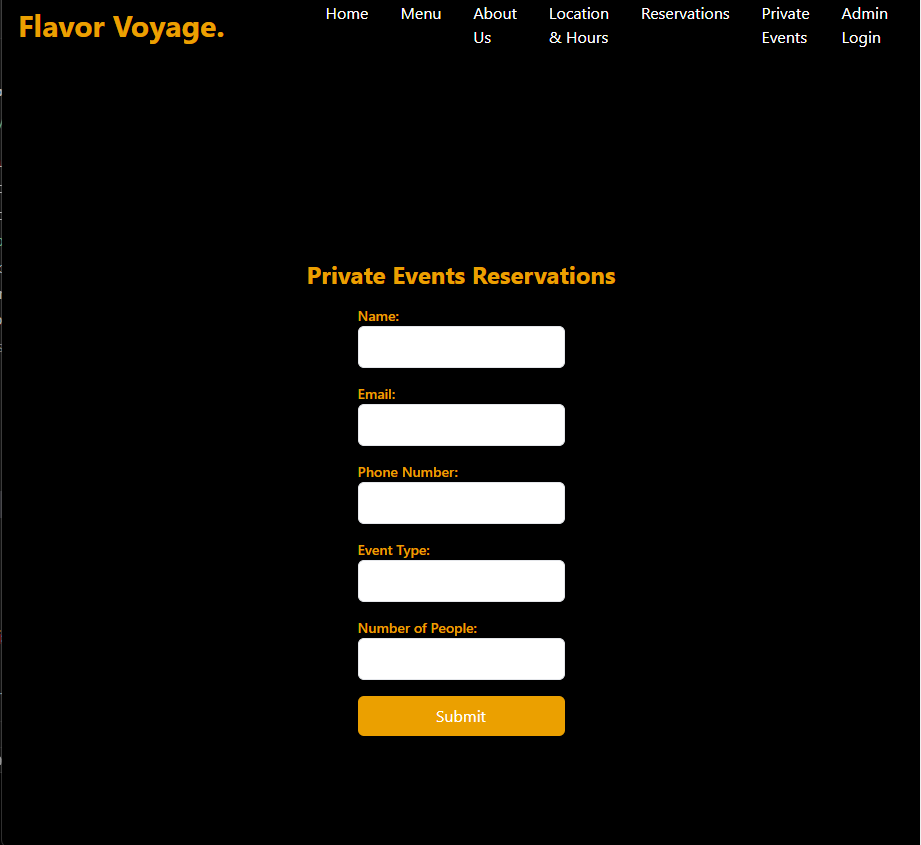 Flavor Voyage.
Home
Menu
About
Us
Location
& Hours
Reservations
Private
Events
Admin
Login
Private Events Reservations
Name:
Email:
Phone Number:
Event Type:
Number of People:
Submit